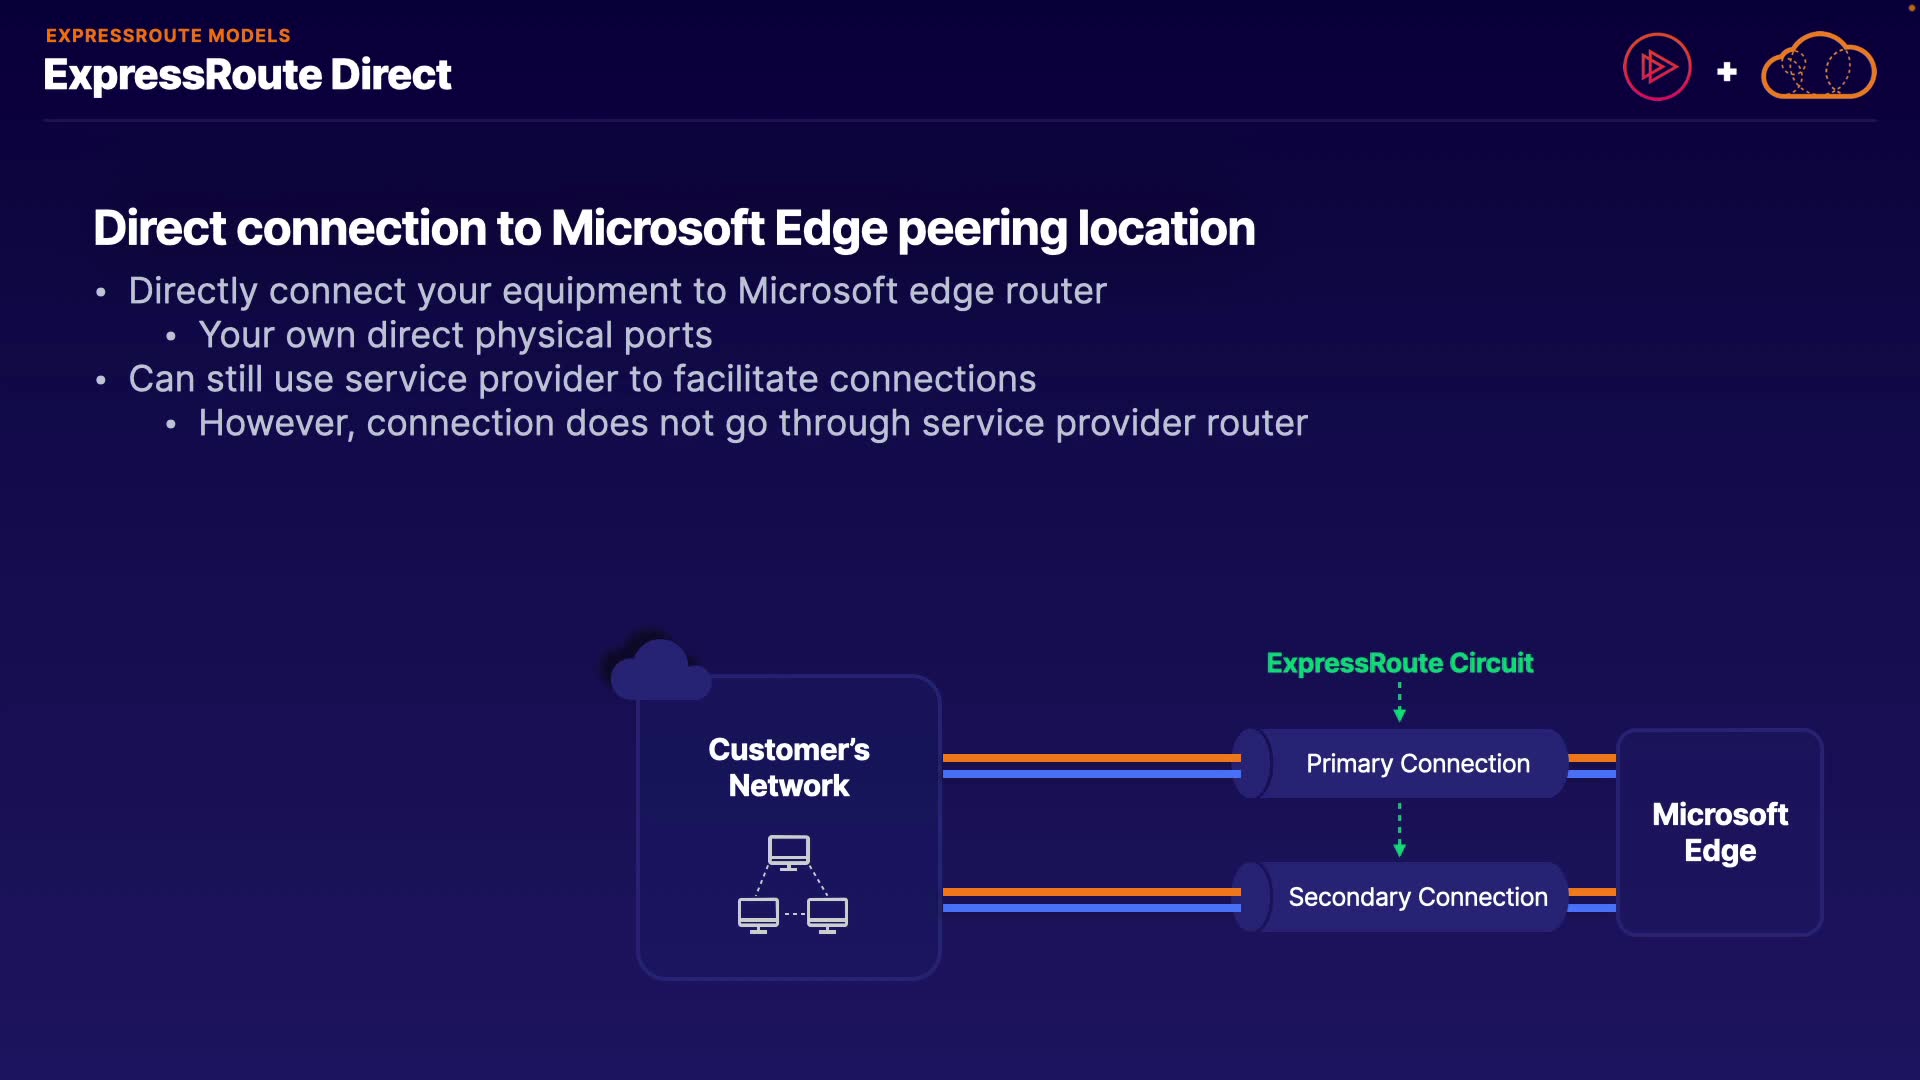 EXPRESSROUTE MODELS
ExpressRoute Direct
Direct connection to Microsoft Edge peering location
• Directly connect your equipment to Microsoft edge router
• Your own direct physical ports
• Can still use service provider to facilitate connections
• However, connection does not go through service provider router
ExpressRoute Circuit
Customer’s
Network
Primary Connection
Secondary Connection
Microsoft
Edge